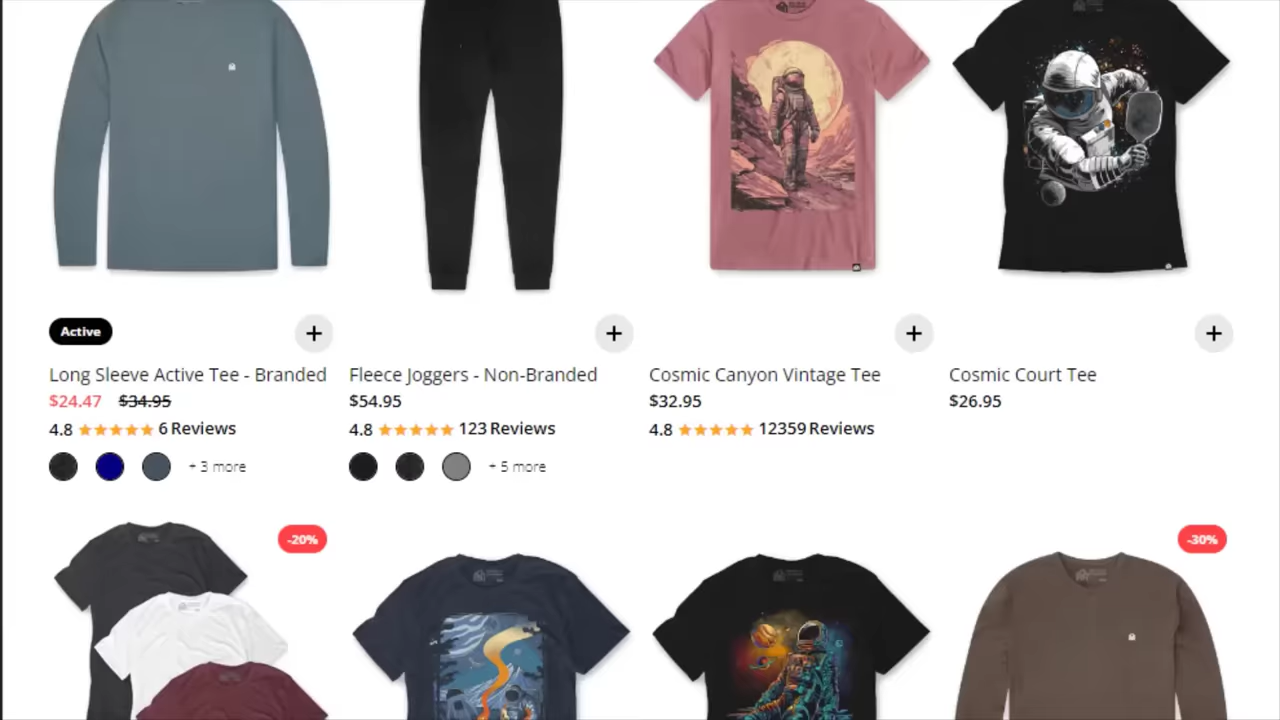 Active
Long Sleeve Active Tee - Branded
$24.47 $34.95
4.8 6 Reviews
+ 3 more
Fleece Joggers - Non-Branded
$54.95
4.8 123 Reviews
+ 5 more
Cosmic Canyon Vintage Tee
$32.95
4.8 12359 Reviews
Cosmic Court Tee
$26.95
-20%
-30%